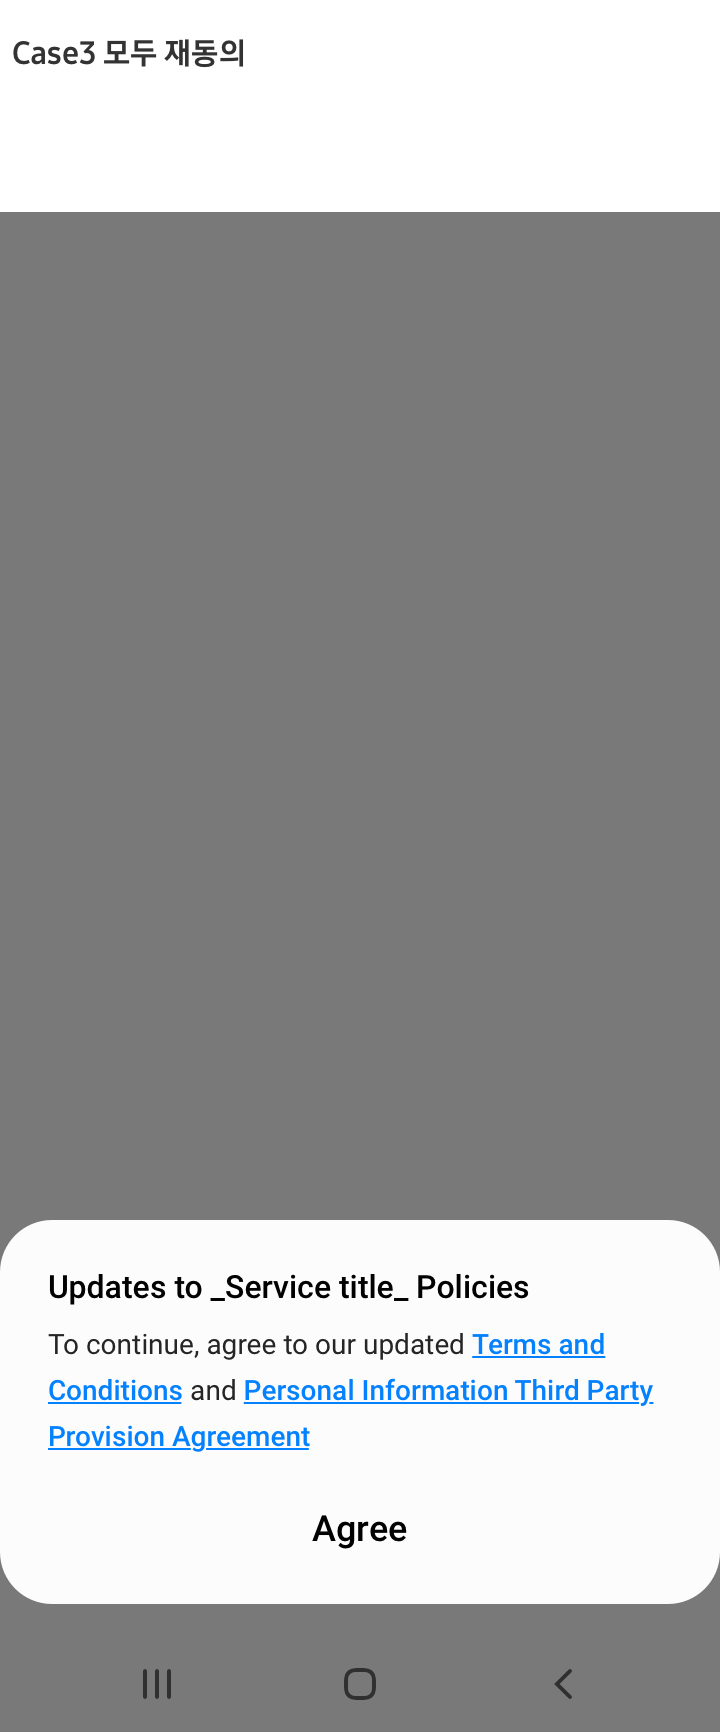 Case3 모두 재동의
Updates to _Service title_ Policies
To continue, agree to our updated Terms and
Conditions and Personal Information Third Party
Provision Agreement
Agree